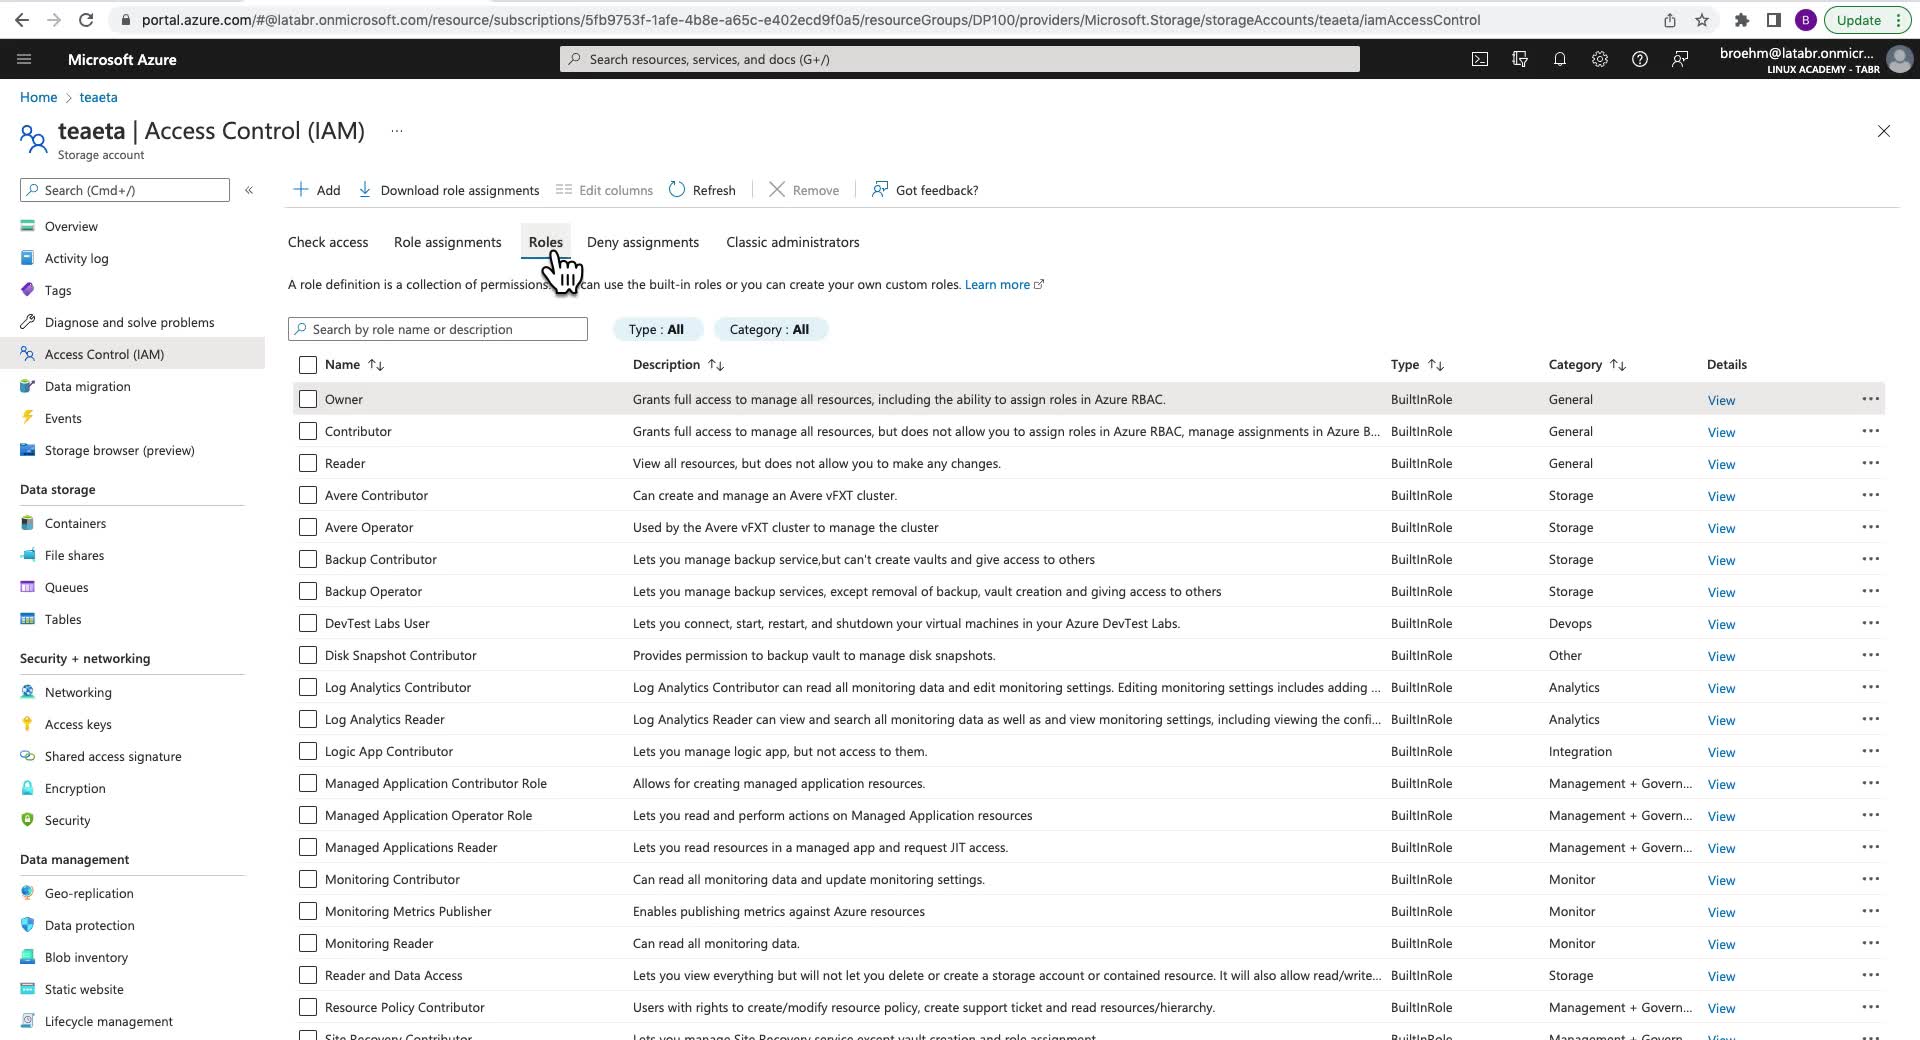 portal.azure.com/#@latabr.onmicrosoft.com/resource/subscriptions/5fb9753f-1afe-4b8e-a65c-e402ecd9f0a5/resourceGroups/DP100/providers/Microsoft.Storage/storageAccounts/teaeta/iamAccessControl
B
Update
Microsoft Azure
Search resources, services, and docs (G+/)
broehm@latabr.onmicr...
LINUX ACADEMY - TABR
Home > teaeta
teaeta | Access Control (IAM) ...
Storage account
Search (Cmd+/)
«
Add
Download role assignments
Edit columns
Refresh
Remove
Got feedback?
Overview
Activity log
Tags
Diagnose and solve problems
Access Control (IAM)
Data migration
Events
Storage browser (preview)
Data storage
Containers
File shares
Queues
Tables
Security + networking
Networking
Access keys
Shared access signature
Encryption
Security
Data management
Geo-replication
Data protection
Blob inventory
Static website
Lifecycle management
Check access
Role assignments
Roles
Deny assignments
Classic administrators
A role definition is a collection of permissions. can use the built-in roles or you can create your own custom roles. Learn more
Search by role name or description
Type : All
Category : All
Name Description Type Category Details
Owner Grants full access to manage all resources, including the ability to assign roles in Azure RBAC. BuiltInRole General View ...
Contributor Grants full access to manage all resources, but does not allow you to assign roles in Azure RBAC, manage assignments in Azure B... BuiltInRole General View ...
Reader View all resources, but does not allow you to make any changes. BuiltInRole General View ...
Avere Contributor Can create and manage an Avere vFXT cluster. BuiltInRole Storage View ...
Avere Operator Used by the Avere vFXT cluster to manage the cluster BuiltInRole Storage View ...
Backup Contributor Lets you manage backup service,but can't create vaults and give access to others BuiltInRole Storage View ...
Backup Operator Lets you manage backup services, except removal of backup, vault creation and giving access to others BuiltInRole Storage View ...
DevTest Labs User Lets you connect, start, restart, and shutdown your virtual machines in your Azure DevTest Labs. BuiltInRole Devops View ...
Disk Snapshot Contributor Provides permission to backup vault to manage disk snapshots. BuiltInRole Other View ...
Log Analytics Contributor Log Analytics Contributor can read all monitoring data and edit monitoring settings. Editing monitoring settings includes adding ... BuiltInRole Analytics View ...
Log Analytics Reader Log Analytics Reader can view and search all monitoring data as well as and view monitoring settings, including viewing the confi... BuiltInRole Analytics View ...
Logic App Contributor Lets you manage logic app, but not access to them. BuiltInRole Integration View ...
Managed Application Contributor Role Allows for creating managed application resources. BuiltInRole Management + Govern... View ...
Managed Application Operator Role Lets you read and perform actions on Managed Application resources BuiltInRole Management + Govern... View ...
Managed Applications Reader Lets you read resources in a managed app and request JIT access. BuiltInRole Management + Govern... View ...
Monitoring Contributor Can read all monitoring data and update monitoring settings. BuiltInRole Monitor View ...
Monitoring Metrics Publisher Enables publishing metrics against Azure resources BuiltInRole Monitor View ...
Monitoring Reader Can read all monitoring data. BuiltInRole Monitor View ...
Reader and Data Access Lets you view everything but will not let you delete or create a storage account or contained resource. It will also allow read/write... BuiltInRole Storage View ...
Resource Policy Contributor Users with rights to create/modify resource policy, create support ticket and read resources/hierarchy. BuiltInRole Management + Govern... View ...
Site Recovery Contributor Lets you manage Site Recovery service except vault creation and role assignment BuiltInRole Management + Govern... View ...